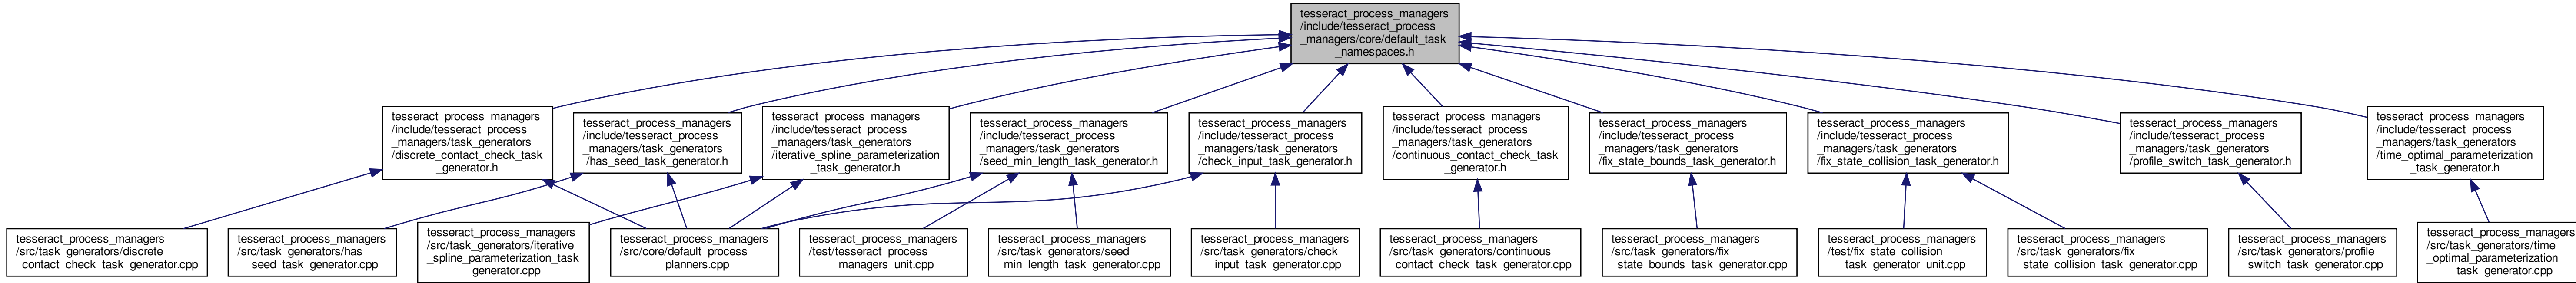 tesseract_process_managers
/include/tesseract_process
_managers/core/default_task
_namespaces.h
tesseract_process_managers
/include/tesseract_process
_managers/task_generators
/discrete_contact_check_task
_generator.h
tesseract_process_managers
/include/tesseract_process
_managers/task_generators
/has_seed_task_generator.h
tesseract_process_managers
/include/tesseract_process
_managers/task_generators
/iterative_spline_parameterization
_task_generator.h
tesseract_process_managers
/include/tesseract_process
_managers/task_generators
/seed_min_length_task_generator.h
tesseract_process_managers
/include/tesseract_process
_managers/task_generators
/check_input_task_generator.h
tesseract_process_managers
/include/tesseract_process
_managers/task_generators
/continuous_contact_check_task
_generator.h
tesseract_process_managers
/include/tesseract_process
_managers/task_generators
/fix_state_bounds_task_generator.h
tesseract_process_managers
/include/tesseract_process
_managers/task_generators
/fix_state_collision_task_generator.h
tesseract_process_managers
/include/tesseract_process
_managers/task_generators
/profile_switch_task_generator.h
tesseract_process_managers
/include/tesseract_process
_managers/task_generators
/time_optimal_parameterization
_task_generator.h
tesseract_process_managers
/src/task_generators/discrete
_contact_check_task_generator.cpp
tesseract_process_managers
/src/task_generators/has
_seed_task_generator.cpp
tesseract_process_managers
/src/task_generators/iterative
_spline_parameterization_task
_generator.cpp
tesseract_process_managers
/src/core/default_process
_planners.cpp
tesseract_process_managers
/test/tesseract_process
_managers_unit.cpp
tesseract_process_managers
/src/task_generators/seed
_min_length_task_generator.cpp
tesseract_process_managers
/src/task_generators/check
_input_task_generator.cpp
tesseract_process_managers
/src/task_generators/continuous
_contact_check_task_generator.cpp
tesseract_process_managers
/src/task_generators/fix
_state_bounds_task_generator.cpp
tesseract_process_managers
/test/fix_state_collision
_task_generator_unit.cpp
tesseract_process_managers
/src/task_generators/fix
_state_collision_task_generator.cpp
tesseract_process_managers
/src/task_generators/profile
_switch_task_generator.cpp
tesseract_process_managers
/src/task_generators/time
_optimal_parameterization
_task_generator.cpp